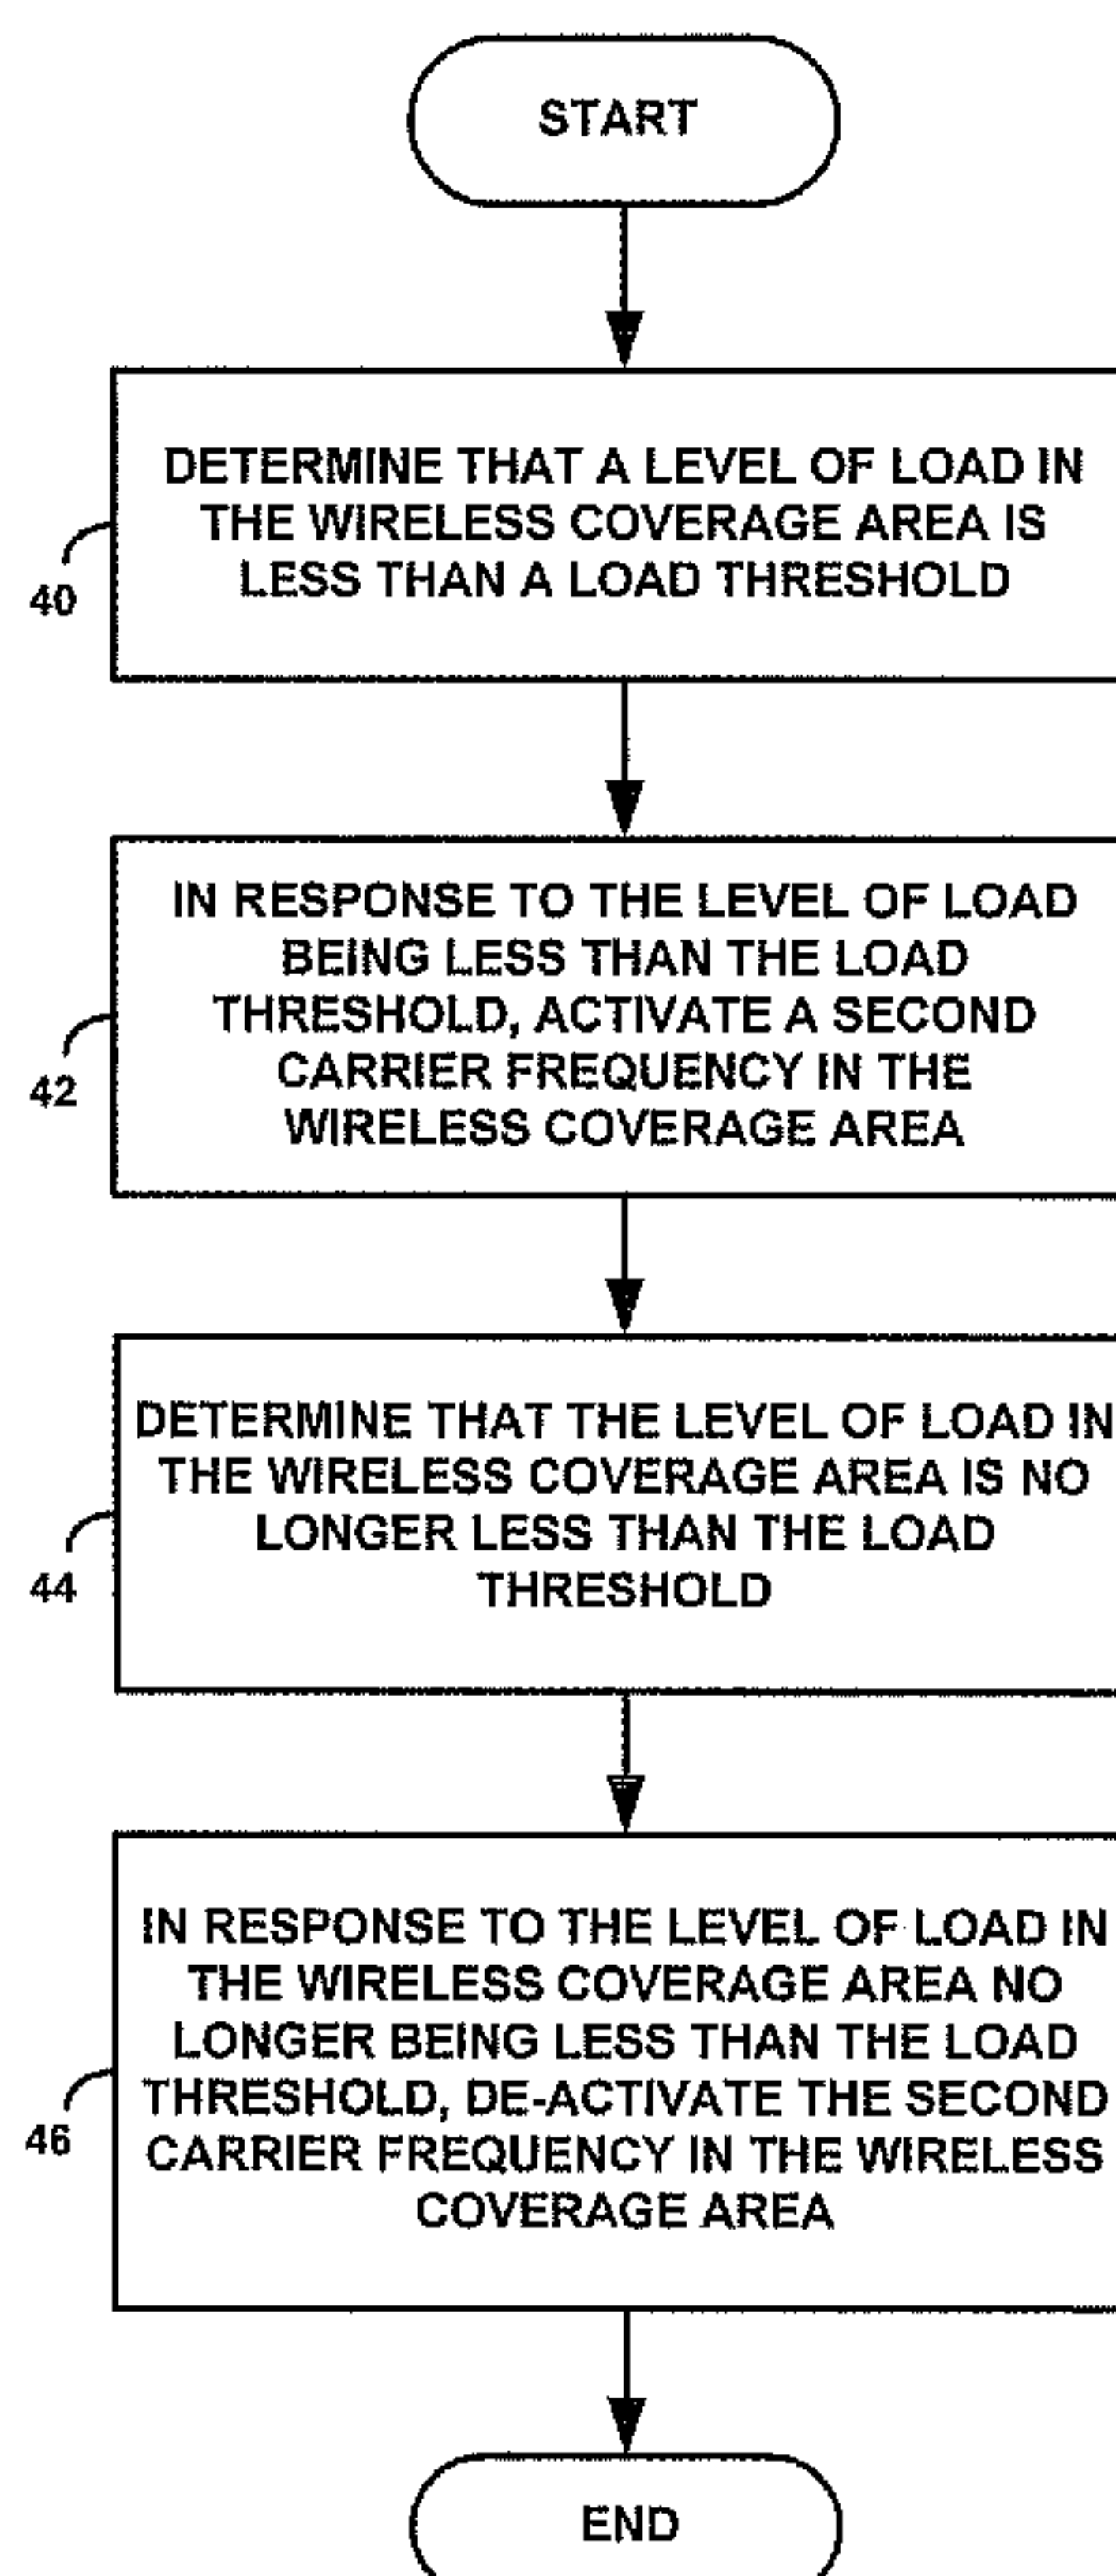 START
DETERMINE THAT A LEVEL OF LOAD IN
THE WIRELESS COVERAGE AREA IS
LESS THAN A LOAD THRESHOLD
40
IN RESPONSE TO THE LEVEL OF LOAD
BEING LESS THAN THE LOAD
THRESHOLD, ACTIVATE A SECOND
CARRIER FREQUENCY IN THE
WIRELESS COVERAGE AREA
42
DETERMINE THAT THE LEVEL OF LOAD IN
THE WIRELESS COVERAGE AREA IS NO
LONGER LESS THAN THE LOAD
THRESHOLD
44
IN RESPONSE TO THE LEVEL OF LOAD IN
THE WIRELESS COVERAGE AREA NO
LONGER BEING LESS THAN THE LOAD
THRESHOLD, DE-ACTIVATE THE SECOND
CARRIER FREQUENCY IN THE WIRELESS
COVERAGE AREA
46
END